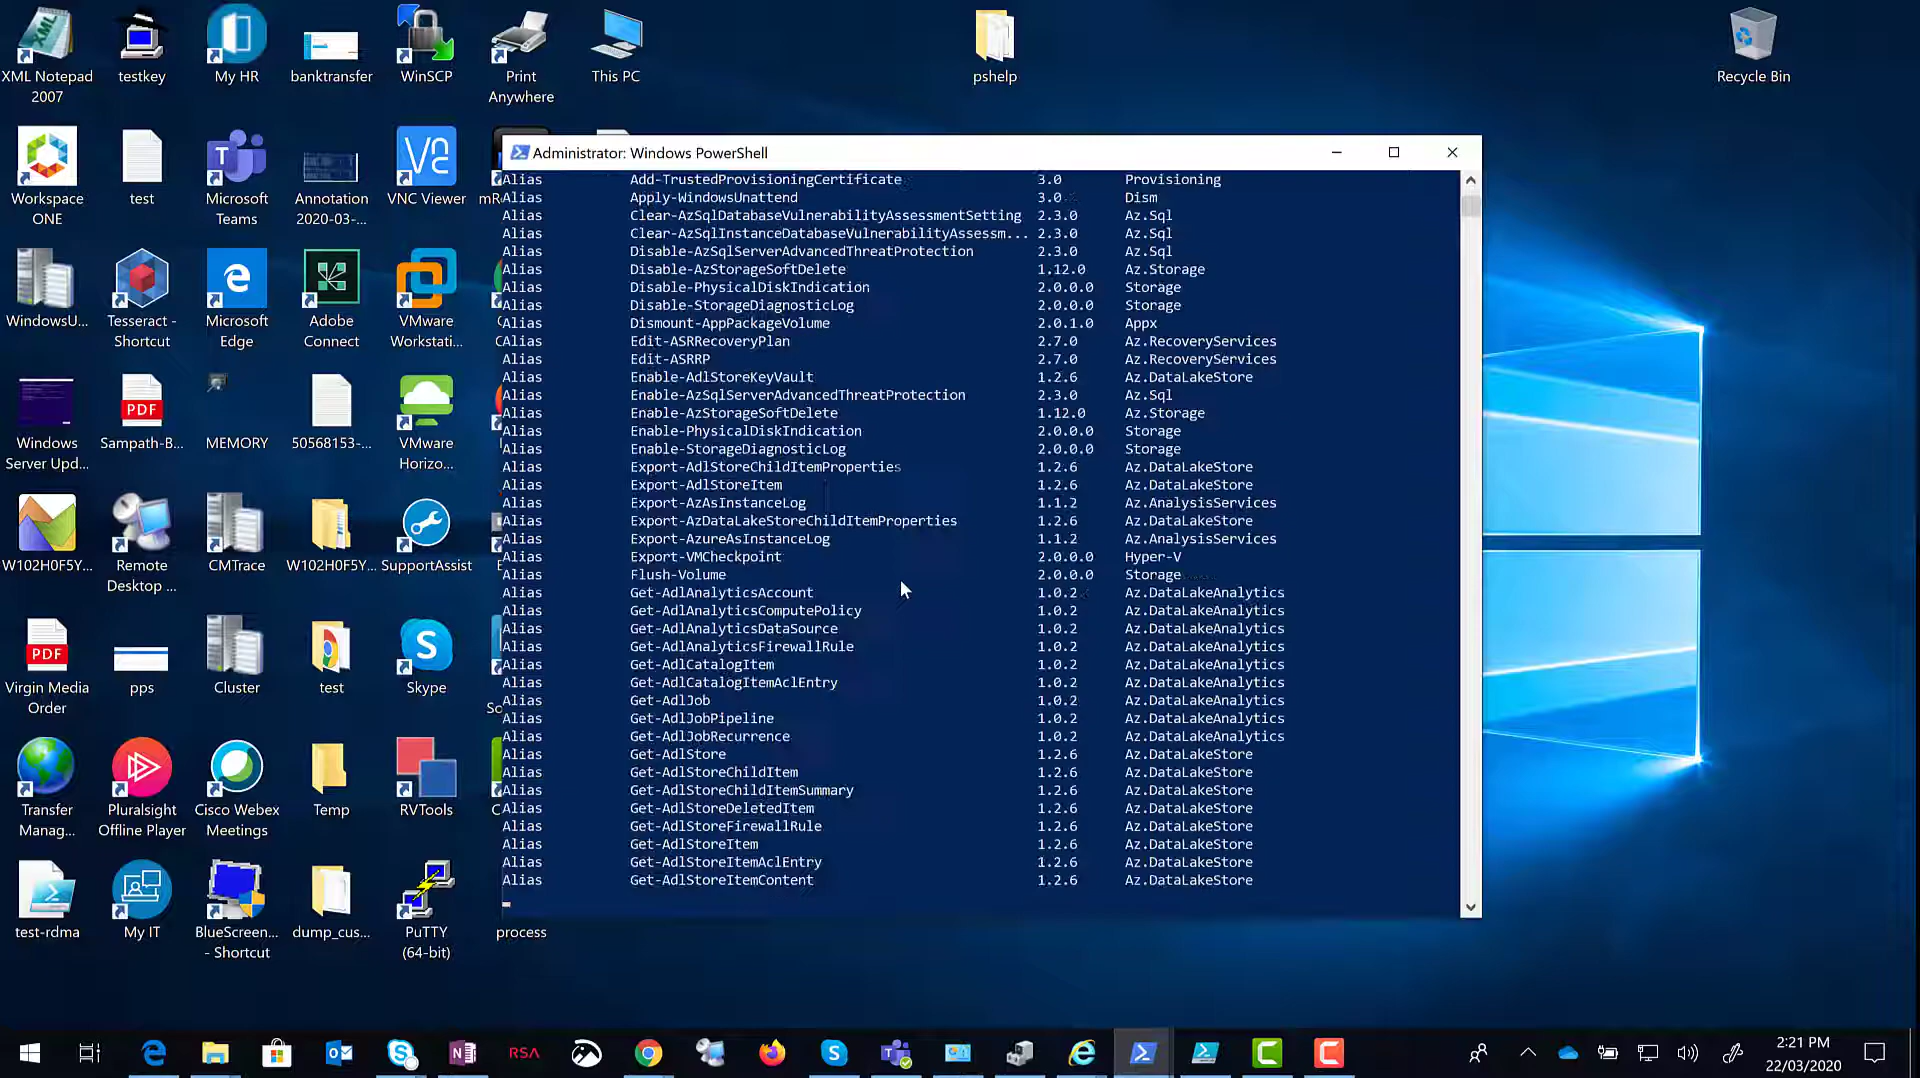 XML Notepad 2007
testkey
My HR
banktransfer
WinSCP
Print Anywhere
This PC
pshelp
Recycle Bin
Workspace ONE
test
Microsoft Teams
Annotation 2020-03-...
VNC Viewer
WindowsU...
Tesseract - Shortcut
Microsoft Edge
Adobe Connect
VMware Workstati...
Windows Server Upd...
Sampath-B...
MEMORY
50568153-...
VMware Horizo...
W102H0F5Y...
Remote Desktop ...
CMTrace
W102H0F5Y...
SupportAssist
Virgin Media Order
pps
Cluster
test
Skype
Transfer Manag...
Pluralsight Offline Player
Cisco Webex Meetings
Temp
RVTools
test-rdma
My IT
BlueScreen... - Shortcut
dump_cus...
PuTTY (64-bit)
process
Administrator: Windows PowerShell
Alias Add-TrustedProvisioningCertificate 3.0 Provisioning
Alias Apply-WindowsUnattend 3.0 Dism
Alias Clear-AzSqlDatabaseVulnerabilityAssessmentSetting 2.3.0 Az.Sql
Alias Clear-AzSqlInstanceDatabaseVulnerabilityAssessm... 2.3.0 Az.Sql
Alias Disable-AzSqlServerAdvancedThreatProtection 2.3.0 Az.Sql
Alias Disable-AzStorageSoftDelete 1.12.0 Az.Storage
Alias Disable-PhysicalDiskIndication 2.0.0.0 Storage
Alias Disable-StorageDiagnosticLog 2.0.0.0 Storage
Alias Dismount-AppPackageVolume 2.0.1.0 Appx
Alias Edit-ASRRecoveryPlan 2.7.0 Az.RecoveryServices
Alias Edit-ASRRP 2.7.0 Az.RecoveryServices
Alias Enable-AdlStoreKeyVault 1.2.6 Az.DataLakeStore
Alias Enable-AzSqlServerAdvancedThreatProtection 2.3.0 Az.Sql
Alias Enable-AzStorageSoftDelete 1.12.0 Az.Storage
Alias Enable-PhysicalDiskIndication 2.0.0.0 Storage
Alias Enable-StorageDiagnosticLog 2.0.0.0 Storage
Alias Export-AdlStoreChildItemProperties 1.2.6 Az.DataLakeStore
Alias Export-AdlStoreItem 1.2.6 Az.DataLakeStore
Alias Export-AzAsInstanceLog 1.1.2 Az.AnalysisServices
Alias Export-AzDataLakeStoreChildItemProperties 1.2.6 Az.DataLakeStore
Alias Export-AzureAsInstanceLog 1.1.2 Az.AnalysisServices
Alias Export-VMCheckpoint 2.0.0.0 Hyper-V
Alias Flush-Volume 2.0.0.0 Storage
Alias Get-AdlAnalyticsAccount 1.0.2 Az.DataLakeAnalytics
Alias Get-AdlAnalyticsComputePolicy 1.0.2 Az.DataLakeAnalytics
Alias Get-AdlAnalyticsDataSource 1.0.2 Az.DataLakeAnalytics
Alias Get-AdlAnalyticsFirewallRule 1.0.2 Az.DataLakeAnalytics
Alias Get-AdlCatalogItem 1.0.2 Az.DataLakeAnalytics
Alias Get-AdlCatalogItemAclEntry 1.0.2 Az.DataLakeAnalytics
Alias Get-AdlJob 1.0.2 Az.DataLakeAnalytics
Alias Get-AdlJobPipeline 1.0.2 Az.DataLakeAnalytics
Alias Get-AdlJobRecurrence 1.0.2 Az.DataLakeAnalytics
Alias Get-AdlStore 1.2.6 Az.DataLakeStore
Alias Get-AdlStoreChildItem 1.2.6 Az.DataLakeStore
Alias Get-AdlStoreChildItemSummary 1.2.6 Az.DataLakeStore
Alias Get-AdlStoreDeletedItem 1.2.6 Az.DataLakeStore
Alias Get-AdlStoreFirewallRule 1.2.6 Az.DataLakeStore
Alias Get-AdlStoreItem 1.2.6 Az.DataLakeStore
Alias Get-AdlStoreItemAclEntry 1.2.6 Az.DataLakeStore
Alias Get-AdlStoreItemContent 1.2.6 Az.DataLakeStore
RSA
2:21 PM
22/03/2020